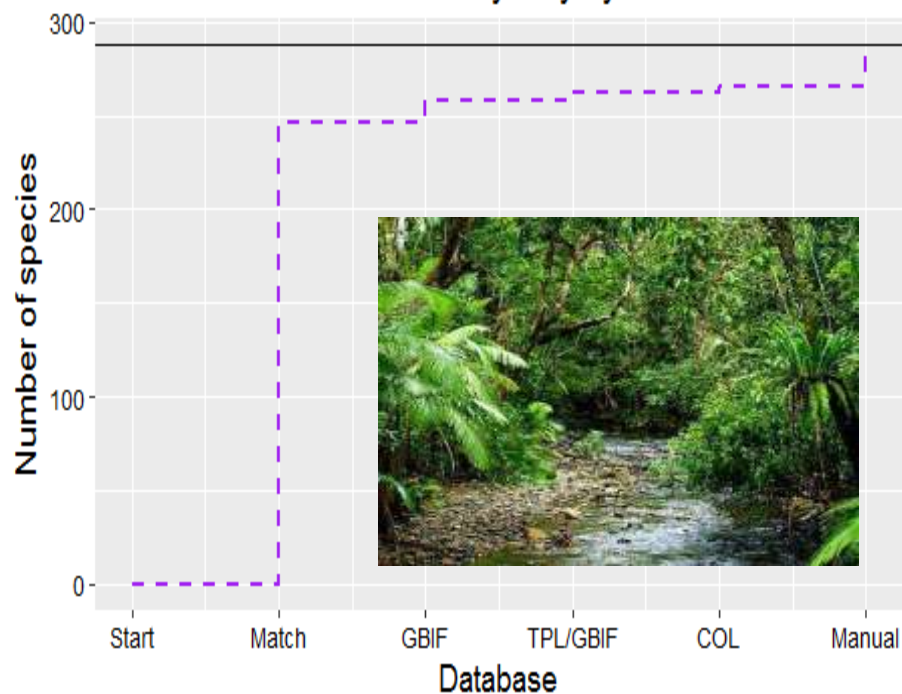 300
200
100
0
Number of species
Start Match GBIF TPL/GBIF COL Manual
Database